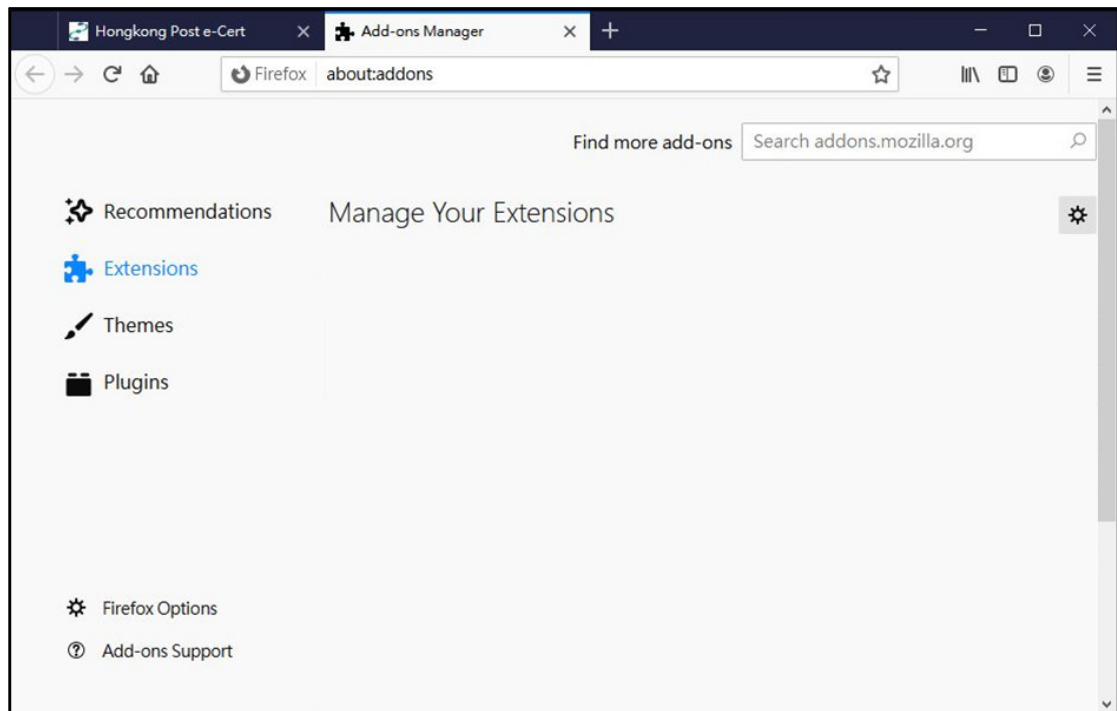 Hongkong Post e-Cert
Add-ons Manager
Firefox about:addons
Find more add-ons Search addons.mozilla.org
Recommendations
Manage Your Extensions
Extensions
Themes
Plugins
Firefox Options
Add-ons Support